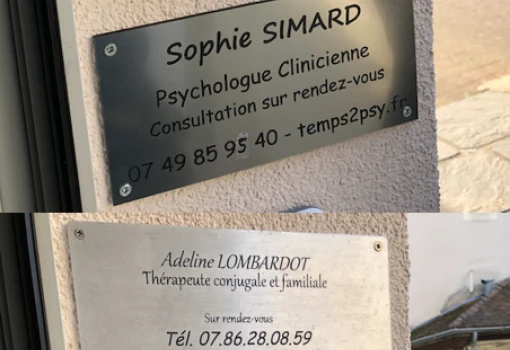 Sophie SIMARD
Psychologue Clinicienne
Consultation sur rendez-vous
07 49 85 95 40 - temps2psy.fr
Adeline LOMBARDOT
Thérapeute conjugale et familiale
Sur rendez-vous
Tél. 07.86.28.08.59